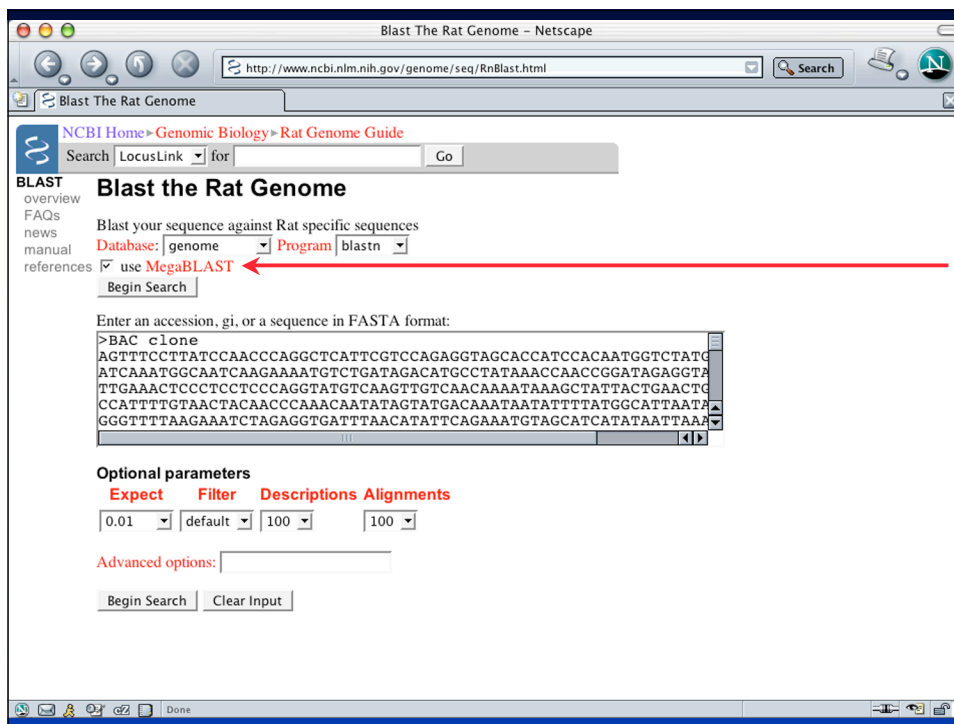 Blast The Rat Genome – Netscape
http://www.ncbi.nlm.nih.gov/genome/seq/RnBlast.html Search N
Blast The Rat Genome
NCBI Home▸Genomic Biology▸Rat Genome Guide
Search LocusLink for Go
BLAST
overview
FAQs
news
manual
references
Blast the Rat Genome
Blast your sequence against Rat specific sequences
Database: genome Program blastn
use MegaBLAST
Begin Search
Enter an accession, gi, or a sequence in FASTA format:
>BAC clone
AGTTTCCTTATCCAACCCAGGCTCATTCGTCCAGAGGTAGCACCATCCACAATGGTCTATG
ATCAAATGGCAATCAAGAAAATGTCTGATAGACATGCCTATAAACCAACCGGATAGAGGTA
TTGAAACTCCCTCCTCCCAGGTATGTCAAGTTGTCAACAAAATAAAGCTATTACTGAACTG
CCATTTTGTAACTACAACCCAAACAATATAGTATGACAAATAATATTTTATGGCATTAATA
GGGTTTTAAGAAATCTAGAGGTGATTTAACATATTCAGAAATGTAGCATCATATAATTAAA
Optional parameters
Expect Filter Descriptions Alignments
0.01 default 100 100
Advanced options:
Begin Search Clear Input
Done